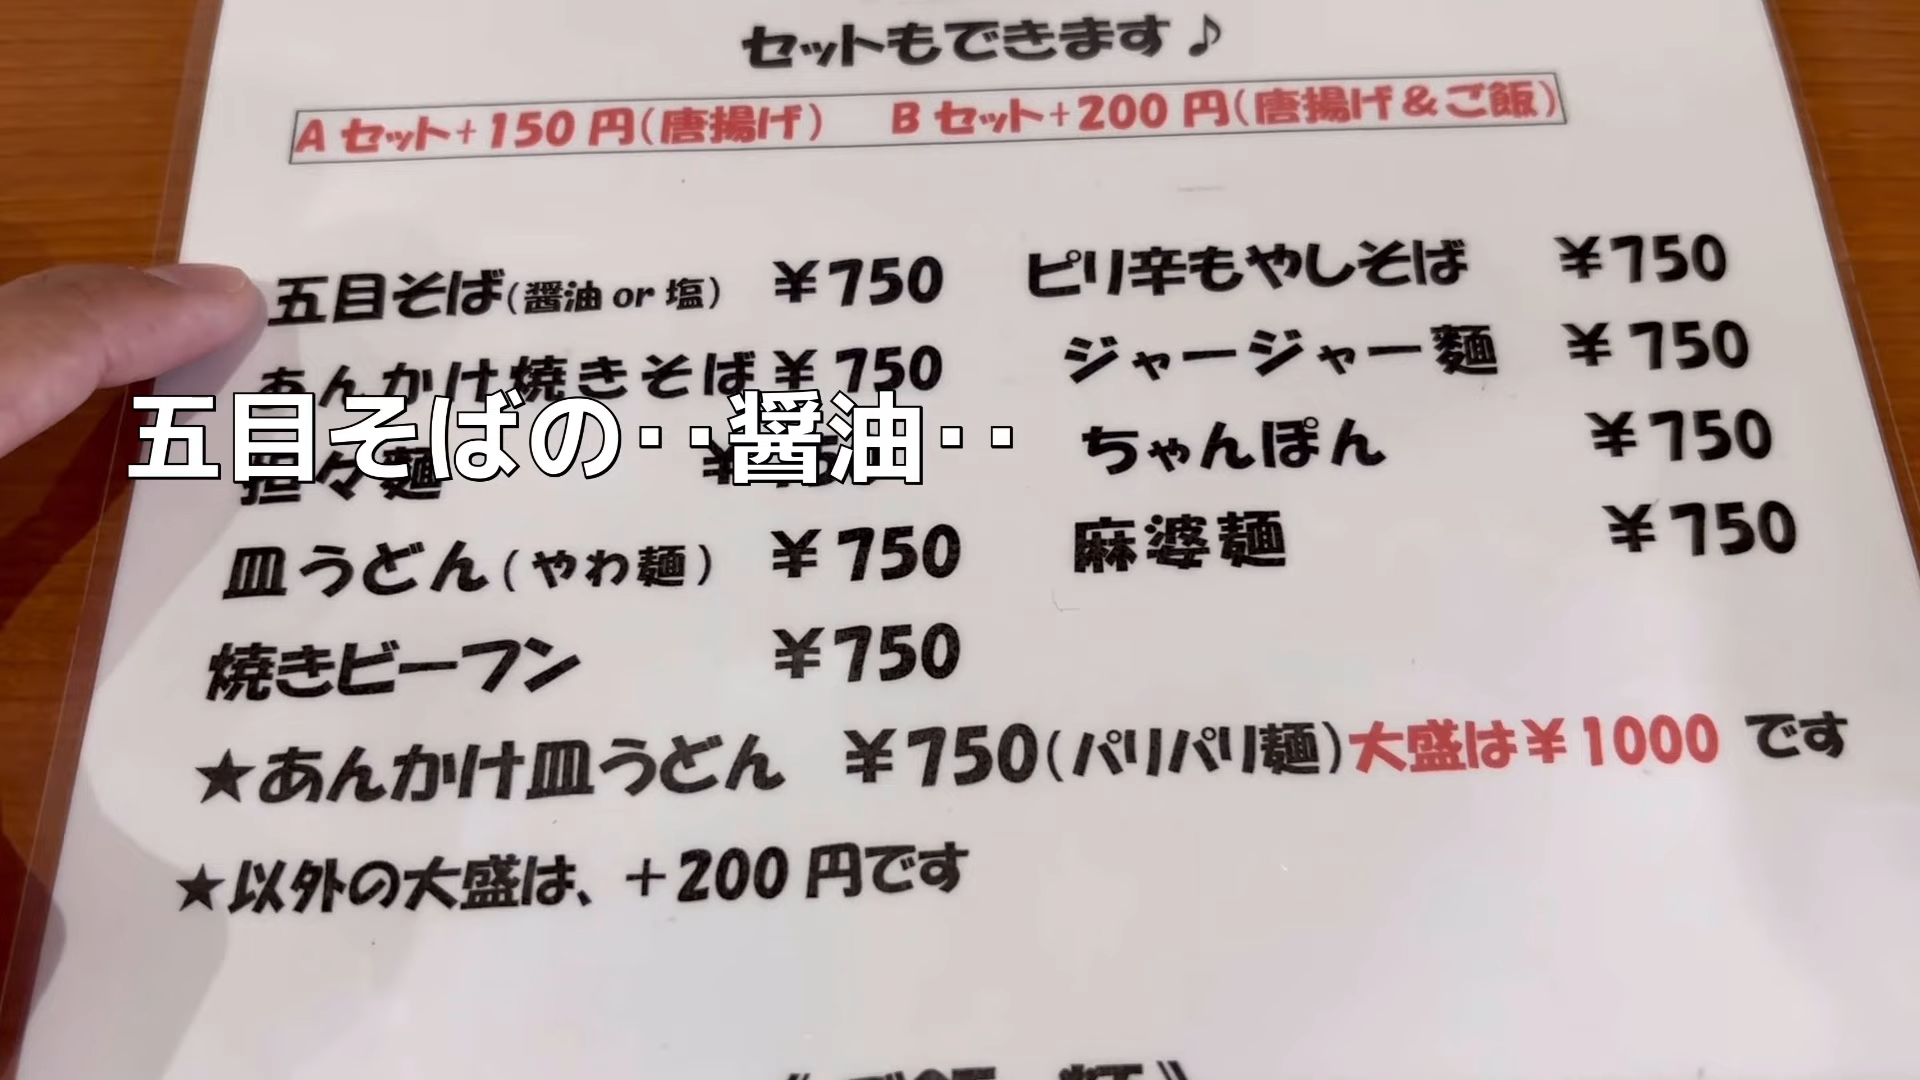 セットもできます♪
Aセット+150円(唐揚げ) Bセット+200円(唐揚げ&ご飯)
五目そば(醤油or塩) ¥750 ピリ辛もやしそば ¥750
あんかけ焼きそば¥750 ジャージャー麺 ¥750
五目そばの‥醤油‥
担々麺 ちゃんぽん ¥750
皿うどん(やわ麺) ¥750 麻婆麺 ¥750
焼きビーフン ¥750
★あんかけ皿うどん ¥750(パリパリ麺)大盛は¥1000 です
★以外の大盛は、+200円です